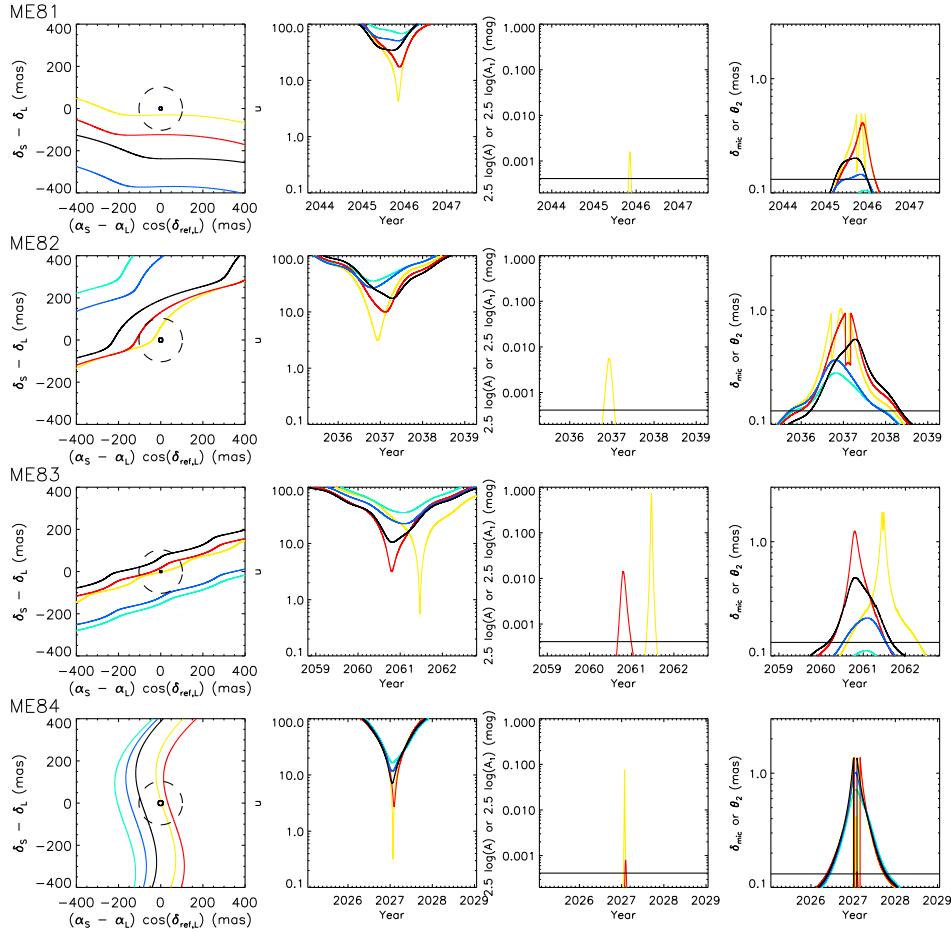 ME81
400
200
0
−200
−400
−400 −200 0 200 400
δS − δL (mas)
(αS − αL) cos(δref,L) (mas)
100.0
10.0
1.0
0.1
2044 2045 2046 2047
u
Year
1.000
0.100
0.010
0.001
2044 2045 2046 2047
2.5 log(A) or 2.5 log(A1) (mag)
Year
1.0
0.1
2044 2045 2046 2047
δmic or θ2 (mas)
Year
ME82
400
200
0
−200
−400
−400 −200 0 200 400
δS − δL (mas)
(αS − αL) cos(δref,L) (mas)
100.0
10.0
1.0
0.1
2036 2037 2038 2039
u
Year
1.000
0.100
0.010
0.001
2036 2037 2038 2039
2.5 log(A) or 2.5 log(A1) (mag)
Year
1.0
0.1
2036 2037 2038 2039
δmic or θ2 (mas)
Year
ME83
400
200
0
−200
−400
−400 −200 0 200 400
δS − δL (mas)
(αS − αL) cos(δref,L) (mas)
100.0
10.0
1.0
0.1
2059 2060 2061 2062
u
Year
1.000
0.100
0.010
0.001
2059 2060 2061 2062
2.5 log(A) or 2.5 log(A1) (mag)
Year
1.0
0.1
2059 2060 2061 2062
δmic or θ2 (mas)
Year
ME84
400
200
0
−200
−400
−400 −200 0 200 400
δS − δL (mas)
(αS − αL) cos(δref,L) (mas)
100.0
10.0
1.0
0.1
2026 2027 2028 2029
u
Year
1.000
0.100
0.010
0.001
2026 2027 2028 2029
2.5 log(A) or 2.5 log(A1) (mag)
Year
1.0
0.1
2026 2027 2028 2029
δmic or θ2 (mas)
Year